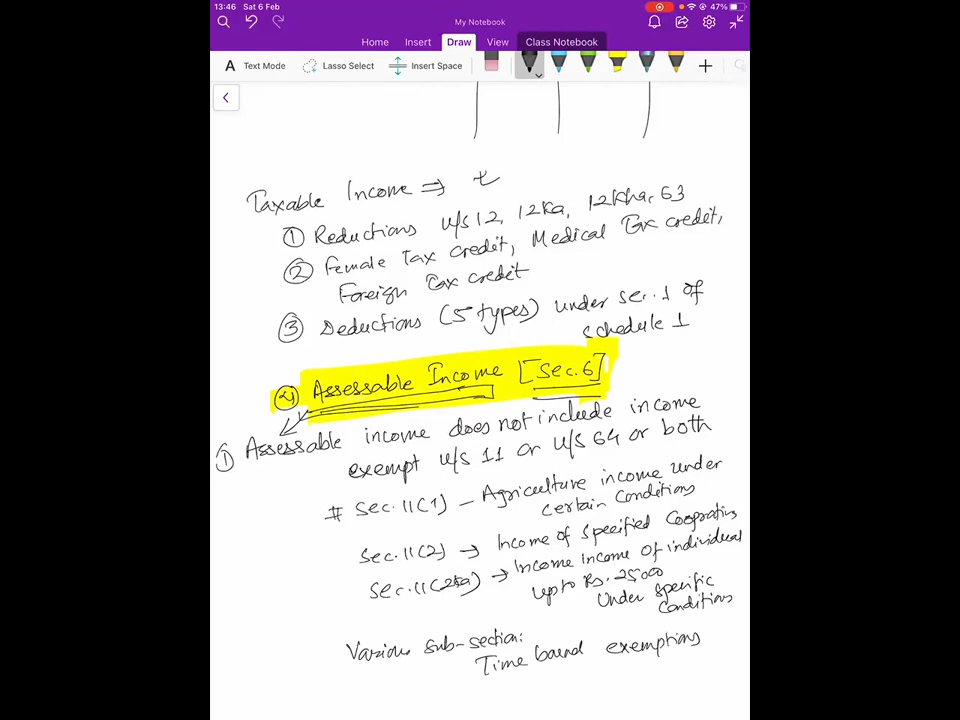 13:46 Sat 6 Feb
47%
My Notebook
Home Insert Draw View Class Notebook
A Text Mode Lasso Select Insert Space
Taxable Income ⇒ t
① Reductions u/s 12, 12Ka, 12Kha, 63
② Female Tax credit, Medical Tax credit,
Foreign Tax credit
③ Deductions (5 types) under sec. 1 of
schedule 1
④ Assessable Income [Sec. 6]
① Assessable income does not include income
exempt u/s 11 or u/s 64 or both
# Sec. 11(1) – Agriculture income under
certain conditions
Sec. 11(2) → Income of specified Cooprative
Sec. 11(2Ka) → Income Income of individual
upto Rs. 25000
Under specific
Conditions
Various sub-section:
Time bound exemptions